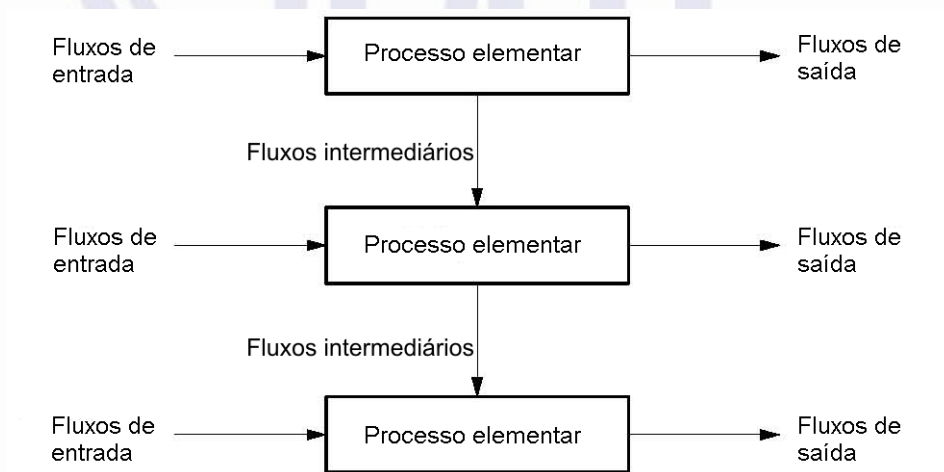 Fluxos de
entrada
Processo elementar
Fluxos de
saída
Fluxos intermediários
Fluxos de
entrada
Processo elementar
Fluxos de
saída
Fluxos intermediários
Fluxos de
entrada
Processo elementar
Fluxos de
saída